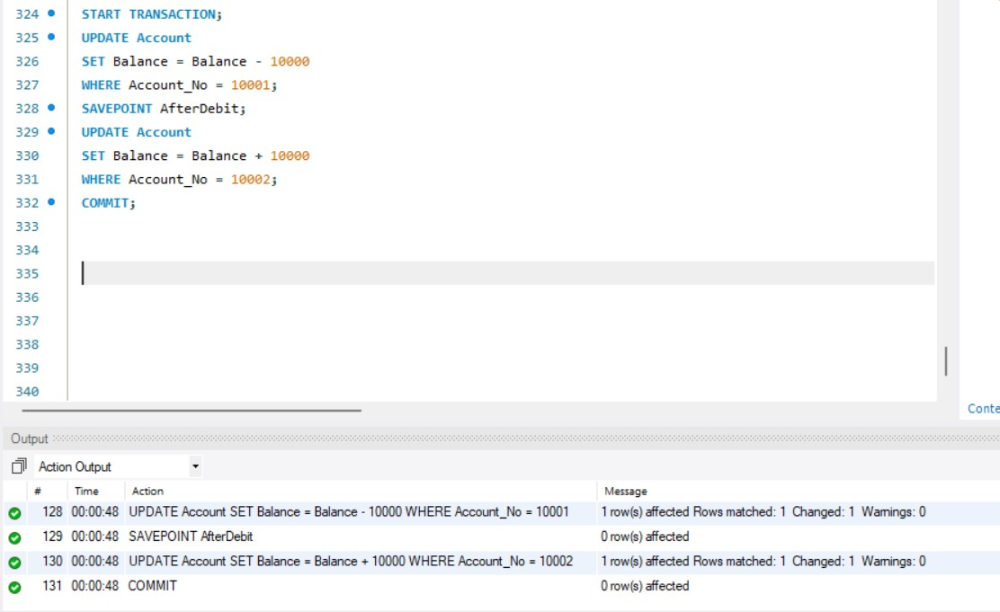 324 START TRANSACTION;
325 UPDATE Account
326 SET Balance = Balance - 10000
327 WHERE Account_No = 10001;
328 SAVEPOINT AfterDebit;
329 UPDATE Account
330 SET Balance = Balance + 10000
331 WHERE Account_No = 10002;
332 COMMIT;
333
334
335
336
337
338
339
340
Conte
Output
Action Output
# Time Action Message
128 00:00:48 UPDATE Account SET Balance = Balance - 10000 WHERE Account_No = 10001 1 row(s) affected Rows matched: 1 Changed: 1 Warnings: 0
129 00:00:48 SAVEPOINT AfterDebit 0 row(s) affected
130 00:00:48 UPDATE Account SET Balance = Balance + 10000 WHERE Account_No = 10002 1 row(s) affected Rows matched: 1 Changed: 1 Warnings: 0
131 00:00:48 COMMIT 0 row(s) affected